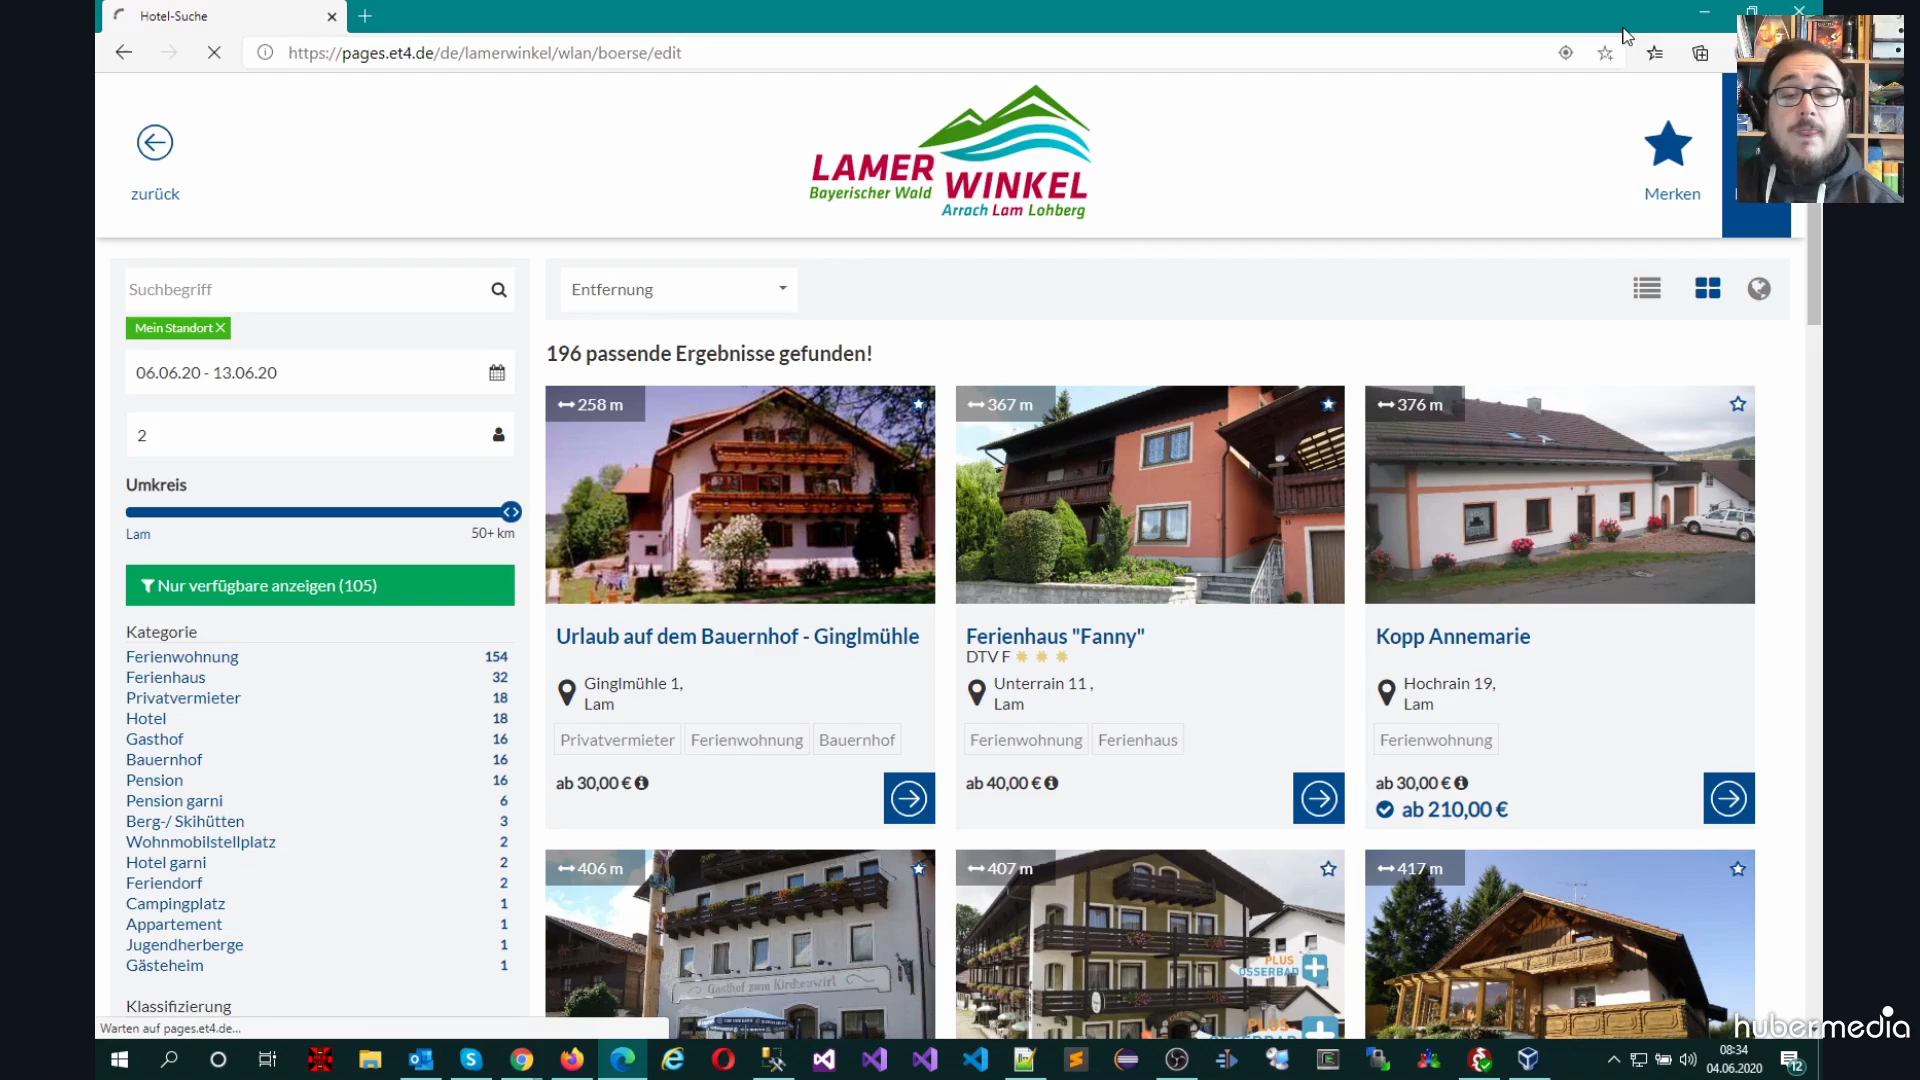 Hotel-Suche
https://pages.et4.de/de/lamerwinkel/wlan/boerse/edit
zurück
LAMER
WINKEL
Bayerischer Wald
Arrach Lam Lohberg
Merken
Suchbegriff
Mein Standort
06.06.20 - 13.06.20
2
Umkreis
Lam
50+ km
Nur verfügbare anzeigen (105)
Kategorie
Ferienwohnung 154
Ferienhaus 32
Privatvermieter 18
Hotel 18
Gasthof 16
Bauernhof 16
Pension 16
Pension garni 6
Berg-/ Skihütten 3
Wohnmobilstellplatz 2
Hotel garni 2
Feriendorf 2
Campingplatz 1
Appartement 1
Jugendherberge 1
Gästeheim 1
Klassifizierung
Warten auf pages.et4.de...
Entfernung
196 passende Ergebnisse gefunden!
258 m
Urlaub auf dem Bauernhof - Ginglmühle
Ginglmühle 1,
Lam
Privatvermieter Ferienwohnung Bauernhof
ab 30,00 €
367 m
Ferienhaus "Fanny"
DTV F
Unterrain 11 ,
Lam
Ferienwohnung Ferienhaus
ab 40,00 €
376 m
Kopp Annemarie
Hochrain 19,
Lam
Ferienwohnung
ab 30,00 €
ab 210,00 €
406 m
Gasthof zum Kirchenwirt
407 m
PLUS
OSSERBAD
PLUS
417 m
hubermedia
08:34
04.06.2020
12